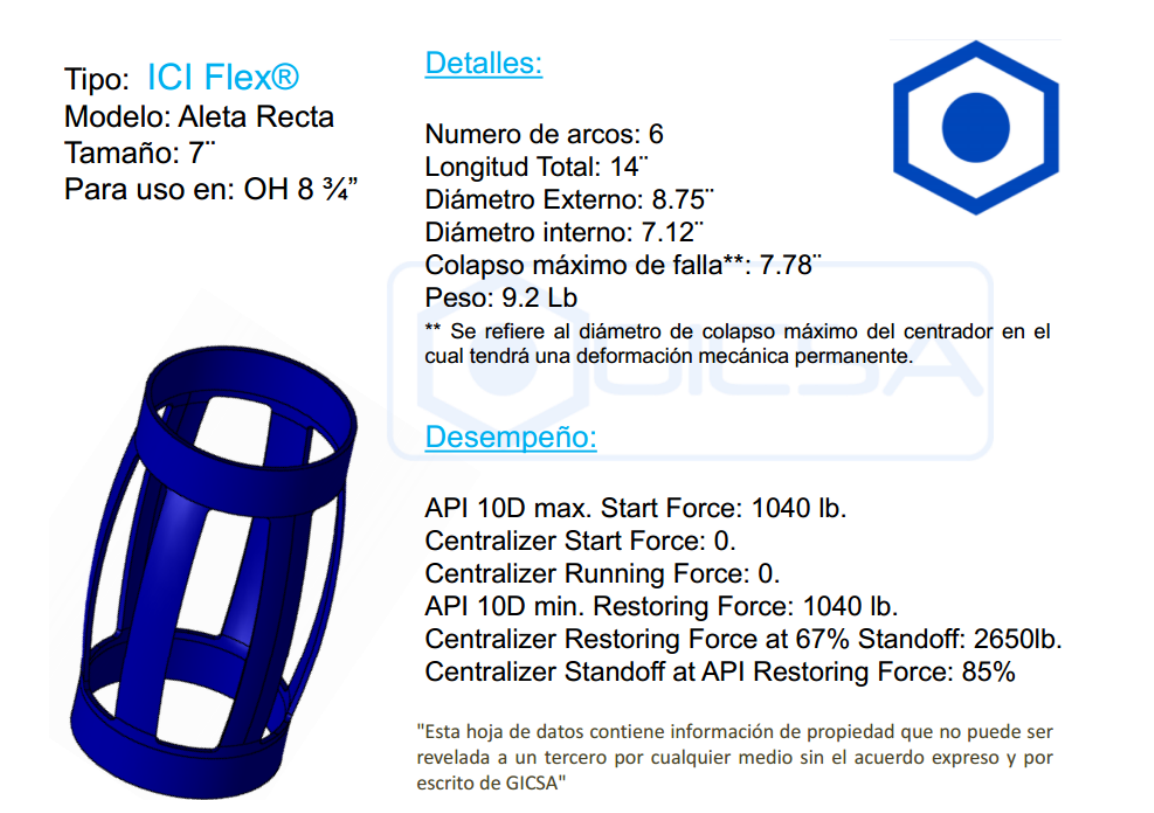 Tipo: ICI Flex®
Modelo: Aleta Recta
Tamaño: 7¨
Para uso en: OH 8 ¾”
Detalles:
Numero de arcos: 6
Longitud Total: 14¨
Diámetro Externo: 8.75¨
Diámetro interno: 7.12¨
Colapso máximo de falla**: 7.78¨
Peso: 9.2 Lb
** Se refiere al diámetro de colapso máximo del centrador en el
cual tendrá una deformación mecánica permanente.
GICSA
Desempeño:
API 10D max. Start Force: 1040 lb.
Centralizer Start Force: 0.
Centralizer Running Force: 0.
API 10D min. Restoring Force: 1040 lb.
Centralizer Restoring Force at 67% Standoff: 2650lb.
Centralizer Standoff at API Restoring Force: 85%
"Esta hoja de datos contiene información de propiedad que no puede ser
revelada a un tercero por cualquier medio sin el acuerdo expreso y por
escrito de GICSA"